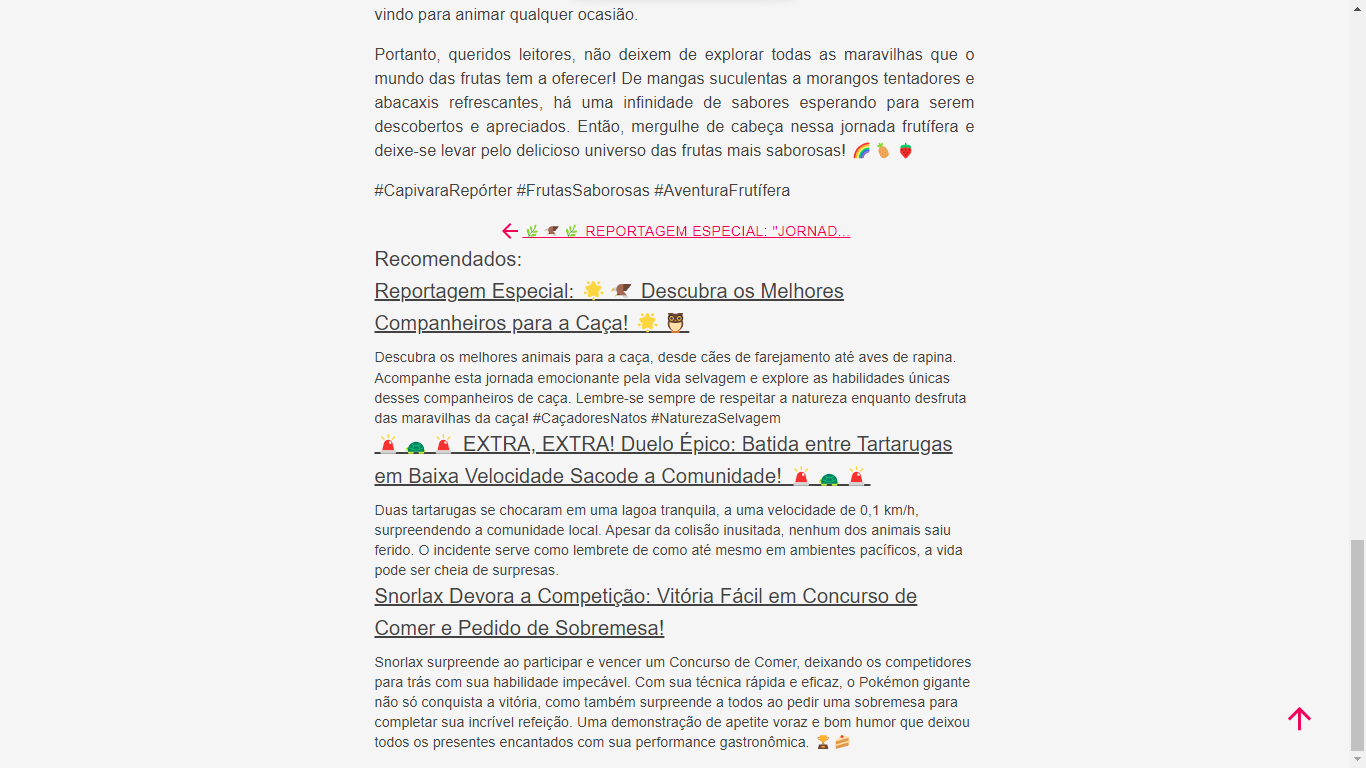 vindo para animar qualquer ocasião.
Portanto, queridos leitores, não deixem de explorar todas as maravilhas que o
mundo das frutas tem a oferecer! De mangas suculentas a morangos tentadores e
abacaxis refrescantes, há uma infinidade de sabores esperando para serem
descobertos e apreciados. Então, mergulhe de cabeça nessa jornada frutífera e
deixe-se levar pelo delicioso universo das frutas mais saborosas! 🌈🍍🍓
#CapivaraRepórter #FrutasSaborosas #AventuraFrutífera
← 🌿🦅🌿 REPORTAGEM ESPECIAL: "JORNAD...
Recomendados:
Reportagem Especial: 🌟🦅 Descubra os Melhores
Companheiros para a Caça! 🌟🦉
Descubra os melhores animais para a caça, desde cães de farejamento até aves de rapina.
Acompanhe esta jornada emocionante pela vida selvagem e explore as habilidades únicas
desses companheiros de caça. Lembre-se sempre de respeitar a natureza enquanto desfruta
das maravilhas da caça! #CaçadoresNatos #NaturezaSelvagem
🚨🐢🚨 EXTRA, EXTRA! Duelo Épico: Batida entre Tartarugas
em Baixa Velocidade Sacode a Comunidade! 🚨🐢🚨
Duas tartarugas se chocaram em uma lagoa tranquila, a uma velocidade de 0,1 km/h,
surpreendendo a comunidade local. Apesar da colisão inusitada, nenhum dos animais saiu
ferido. O incidente serve como lembrete de como até mesmo em ambientes pacíficos, a vida
pode ser cheia de surpresas.
Snorlax Devora a Competição: Vitória Fácil em Concurso de
Comer e Pedido de Sobremesa!
Snorlax surpreende ao participar e vencer um Concurso de Comer, deixando os competidores
para trás com sua habilidade impecável. Com sua técnica rápida e eficaz, o Pokémon gigante
não só conquista a vitória, como também surpreende a todos ao pedir uma sobremesa para
completar sua incrível refeição. Uma demonstração de apetite voraz e bom humor que deixou
todos os presentes encantados com sua performance gastronômica. 🏆🍰